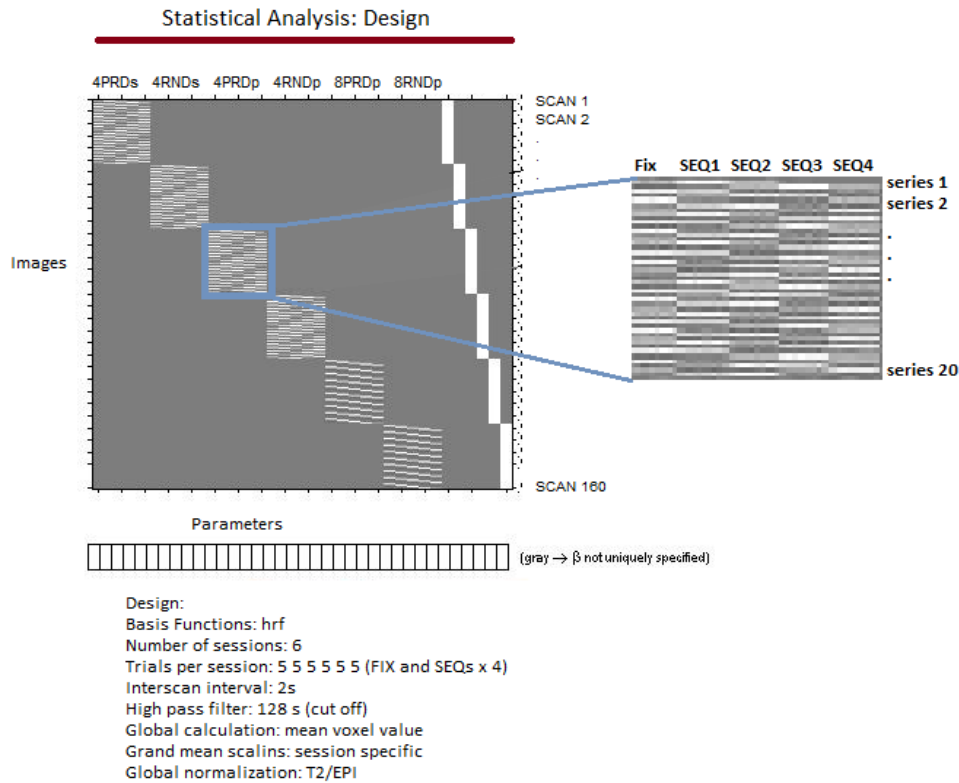 Statistical Analysis: Design
4PRDs 4RNDs 4PRDp 4RNDp 8PRDp 8RNDp
SCAN 1
SCAN 2
Fix SEQ1 SEQ2 SEQ3 SEQ4
series 1
series 2
Images
series 20
SCAN 160
Parameters
(gray → β not uniquely specified)
Design:
Basis Functions: hrf
Number of sessions: 6
Trials per session: 5 5 5 5 5 5 (FIX and SEQs x 4)
Interscan interval: 2s
High pass filter: 128 s (cut off)
Global calculation: mean voxel value
Grand mean scalins: session specific
Global normalization: T2/EPI